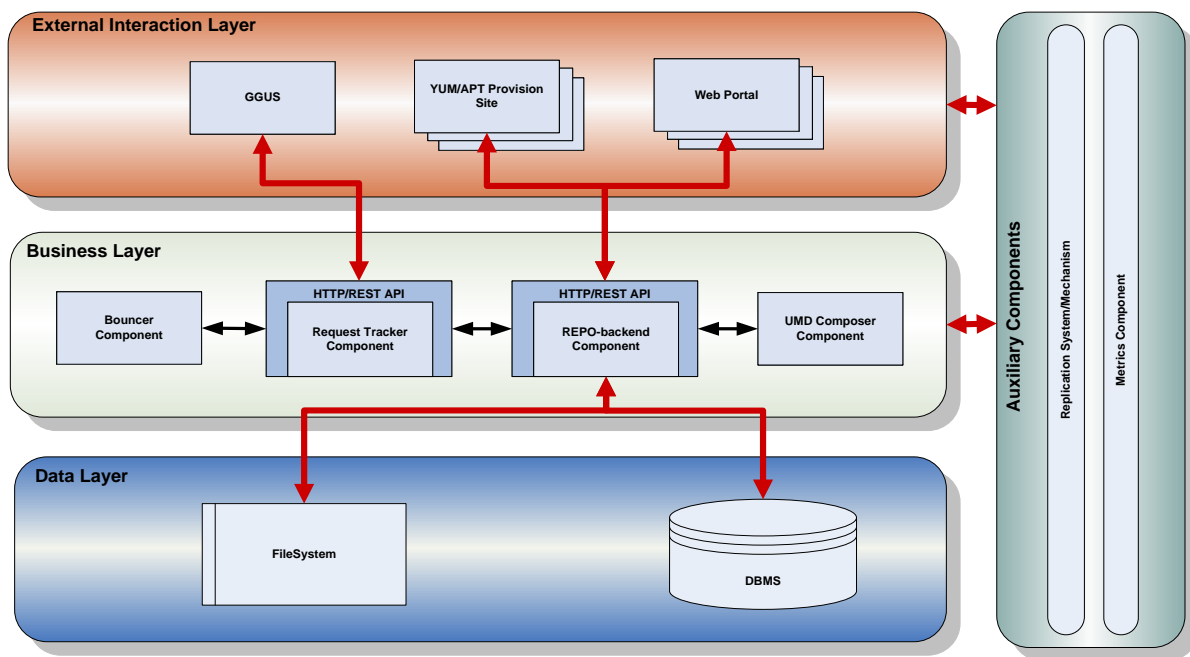 External Interaction Layer
GGUS
YUM/APT Provision
Site
Web Portal
Business Layer
Bouncer
Component
HTTP/REST API
Request Tracker
Component
HTTP/REST API
REPO-backend
Component
UMD Composer
Component
Data Layer
FileSystem
DBMS
Auxiliary Components
Replication System/Mechanism
Metrics Component